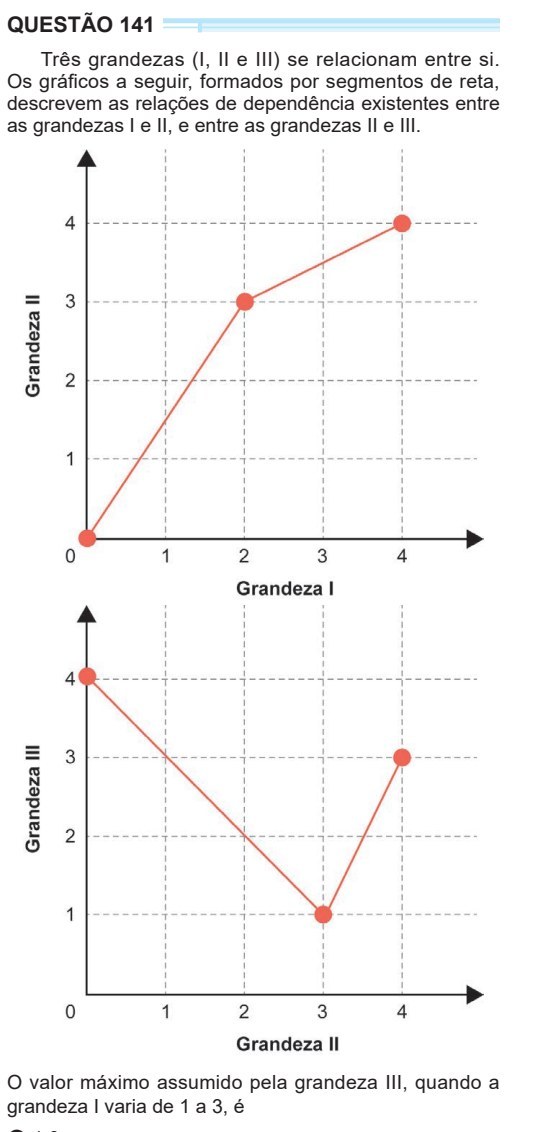 QUESTÃO 141
Três grandezas (I, II e III) se relacionam entre si.
Os gráficos a seguir, formados por segmentos de reta,
descrevem as relações de dependência existentes entre
as grandezas I e II, e entre as grandezas II e III.
4
3
2
1
0
1 2 3 4
Grandeza II
Grandeza I
4
3
2
1
0
1 2 3 4
Grandeza III
Grandeza II
O valor máximo assumido pela grandeza III, quando a
grandeza I varia de 1 a 3, é